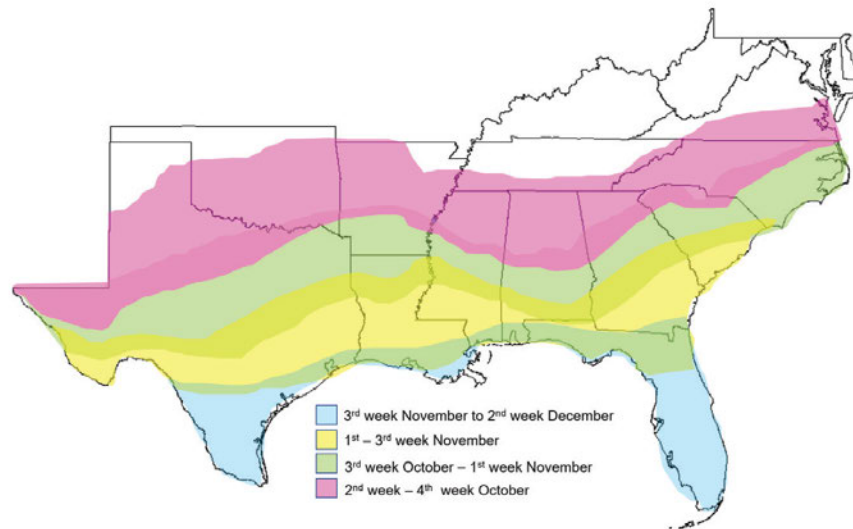 3rd week November to 2nd week December
1st – 3rd week November
3rd week October – 1st week November
2nd week – 4th week October